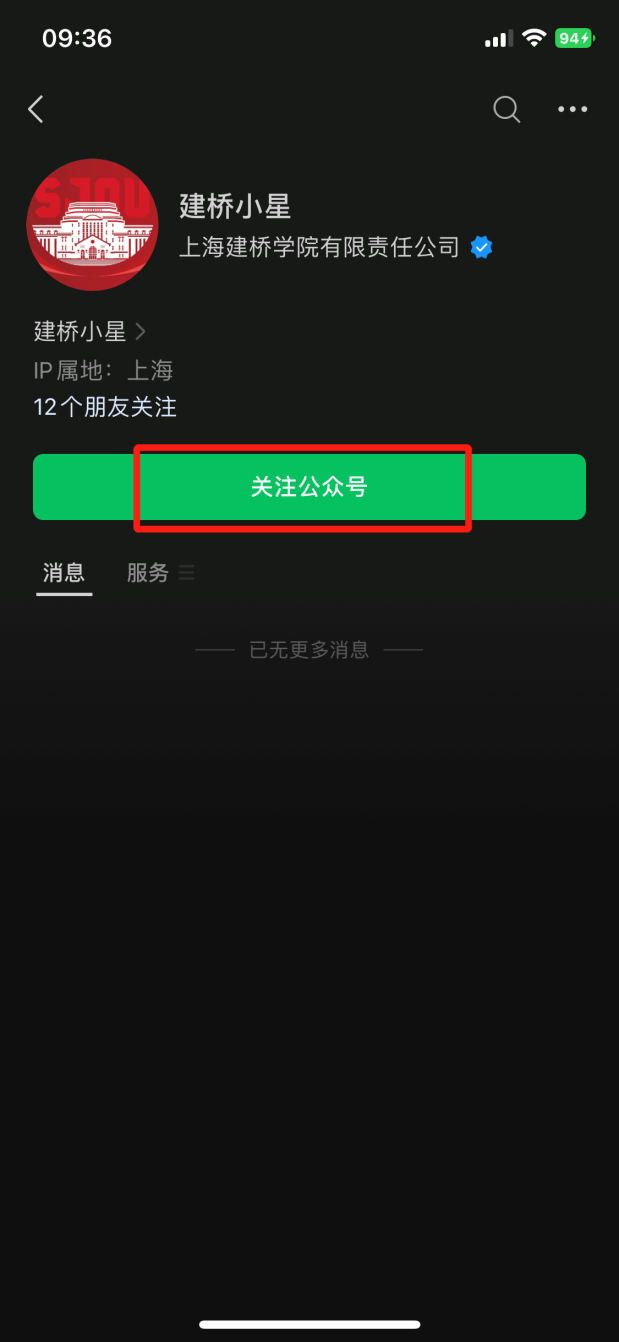 09:36
94
SJQU
建桥小星
上海建桥学院有限责任公司
建桥小星
IP属地：上海
12个朋友关注
关注公众号
消息 服务
已无更多消息